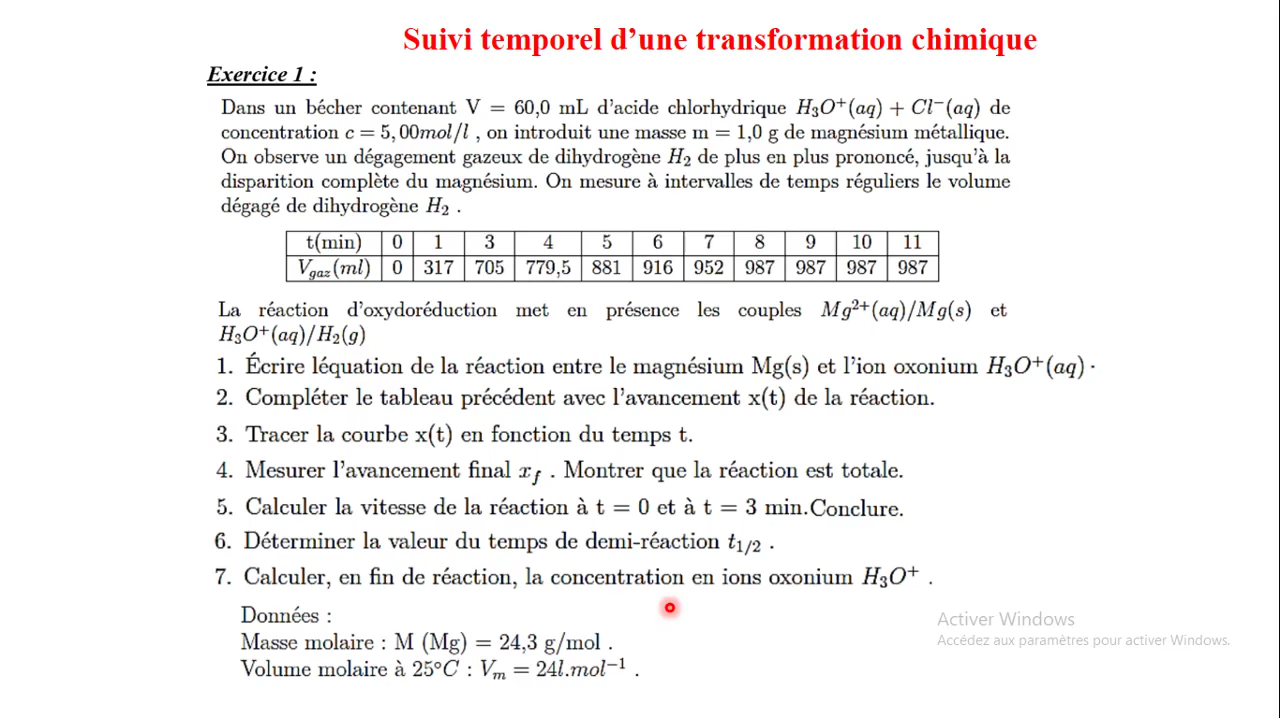 Suivi temporel d’une transformation chimique
Exercice 1 :
Dans un bécher contenant V = 60,0 mL d’acide chlorhydrique H₃O⁺(aq) + Cl⁻(aq) de
concentration c = 5,00mol/l , on introduit une masse m = 1,0 g de magnésium métallique.
On observe un dégagement gazeux de dihydrogène H₂ de plus en plus prononcé, jusqu’à la
disparition complète du magnésium. On mesure à intervalles de temps réguliers le volume
dégagé de dihydrogène H₂ .
t(min) 0 1 3 4 5 6 7 8 9 10 11
V_gaz(ml) 0 317 705 779,5 881 916 952 987 987 987 987
La réaction d’oxydoréduction met en présence les couples Mg²⁺(aq)/Mg(s) et
H₃O⁺(aq)/H₂(g)
1. Écrire léquation de la réaction entre le magnésium Mg(s) et l’ion oxonium H₃O⁺(aq) ·
2. Compléter le tableau précédent avec l’avancement x(t) de la réaction.
3. Tracer la courbe x(t) en fonction du temps t.
4. Mesurer l’avancement final x_f . Montrer que la réaction est totale.
5. Calculer la vitesse de la réaction à t = 0 et à t = 3 min.Conclure.
6. Déterminer la valeur du temps de demi-réaction t₁/₂ .
7. Calculer, en fin de réaction, la concentration en ions oxonium H₃O⁺ .
Données :
Masse molaire : M (Mg) = 24,3 g/mol .
Volume molaire à 25°C : Vₘ = 24l.mol⁻¹ .
Activer Windows
Accédez aux paramètres pour activer Windows.